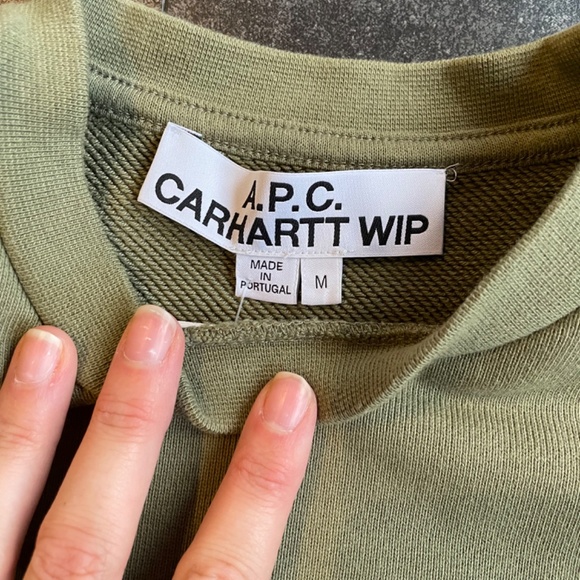 A.P.C.
CARHARTT WIP
MADE
IN
PORTUGAL
M